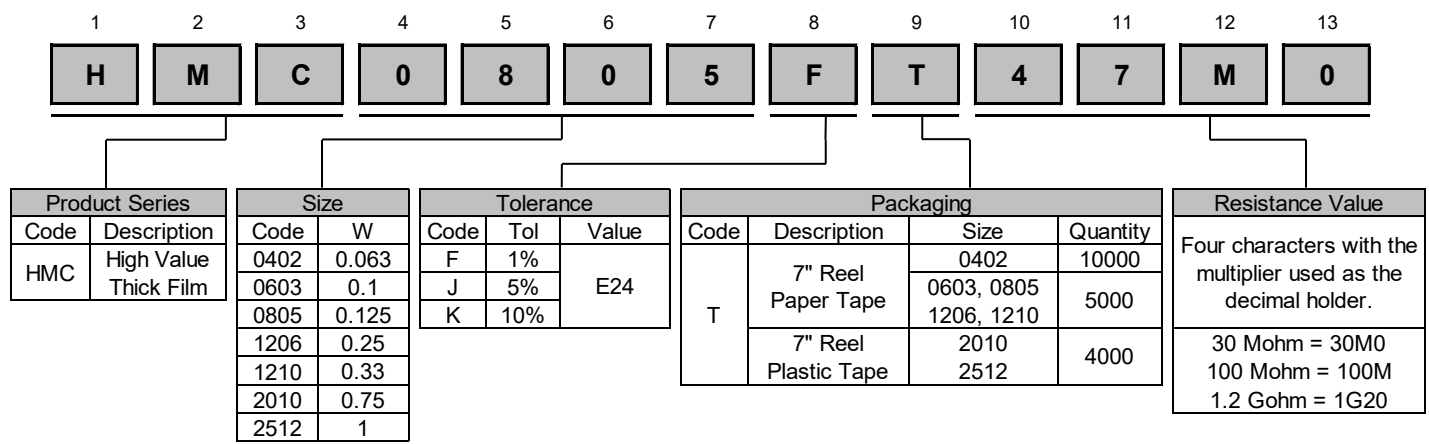 1 2 3 4 5 6 7 8 9 10 11 12 13
H M C 0 8 0 5 F T 4 7 M 0
Product Series
Code Description
HMC High Value Thick Film
Size
Code W
0402 0.063
0603 0.1
0805 0.125
1206 0.25
1210 0.33
2010 0.75
2512 1
Tolerance
Code Tol Value
F 1% E24
J 5%
K 10%
Packaging
Code Description Size Quantity
T
7" Reel
Paper Tape
0402 10000
0603, 0805
1206, 1210
5000
7" Reel
Plastic Tape
2010
2512
4000
Resistance Value
Four characters with the
multiplier used as the
decimal holder.
30 Mohm = 30M0
100 Mohm = 100M
1.2 Gohm = 1G20